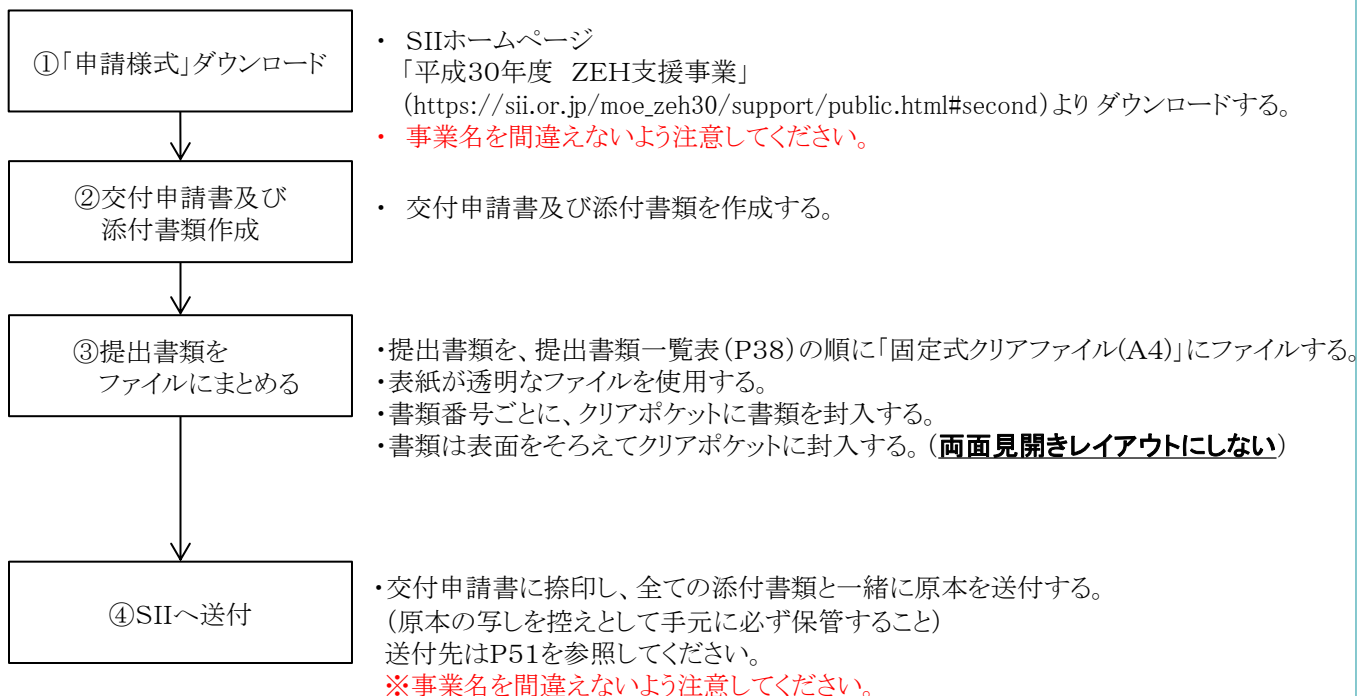 ①「申請様式」ダウンロード
・ SIIホームページ
「平成30年度　ZEH支援事業」
(https://sii.or.jp/moe_zeh30/support/public.html#second)より ダウンロードする。
・ 事業名を間違えないよう注意してください。
②交付申請書及び
添付書類作成
・ 交付申請書及び添付書類を作成する。
③提出書類を
ファイルにまとめる
・提出書類を、提出書類一覧表（P38）の順に「固定式クリアファイル(A4)」にファイルする。
・表紙が透明なファイルを使用する。
・書類番号ごとに、クリアポケットに書類を封入する。
・書類は表面をそろえてクリアポケットに封入する。（両面見開きレイアウトにしない）
④SIIへ送付
・交付申請書に捺印し、全ての添付書類と一緒に原本を送付する。
（原本の写しを控えとして手元に必ず保管すること）
送付先はP51を参照してください。
※事業名を間違えないよう注意してください。